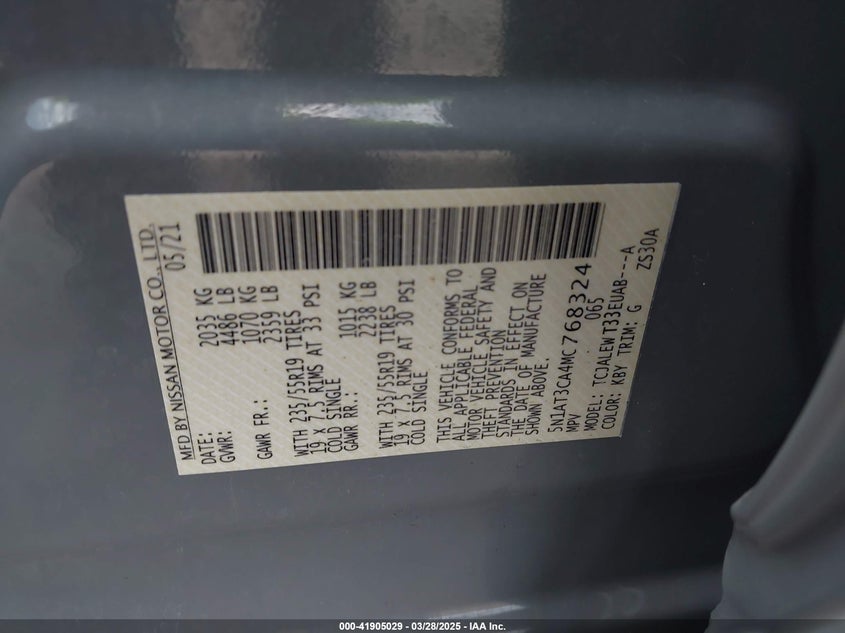 MFD BY NISSAN MOTOR CO., LTD.
DATE: 05/21
GVWR: 2035 KG
4486 LB
GAWR FR.: 1070 KG
2359 LB
WITH 235/55R19 TIRES
19 X 7.5 RIMS AT 33 PSI
COLD SINGLE
GAWR RR.: 1015 KG
2238 LB
WITH 235/55R19 TIRES
19 X 7.5 RIMS AT 30 PSI
COLD SINGLE
THIS VEHICLE CONFORMS TO
ALL APPLICABLE FEDERAL
MOTOR VEHICLE SAFETY AND
THEFT PREVENTION
STANDARDS IN EFFECT ON
THE DATE OF MANUFACTURE
SHOWN ABOVE.
5N1AT3CA4MC768324
MPV 065
MODEL: TCJALEW T33EUAB---A
COLOR: KBY TRIM: G ZS30A
000-41905029 - 03/28/2025 - IAA Inc.